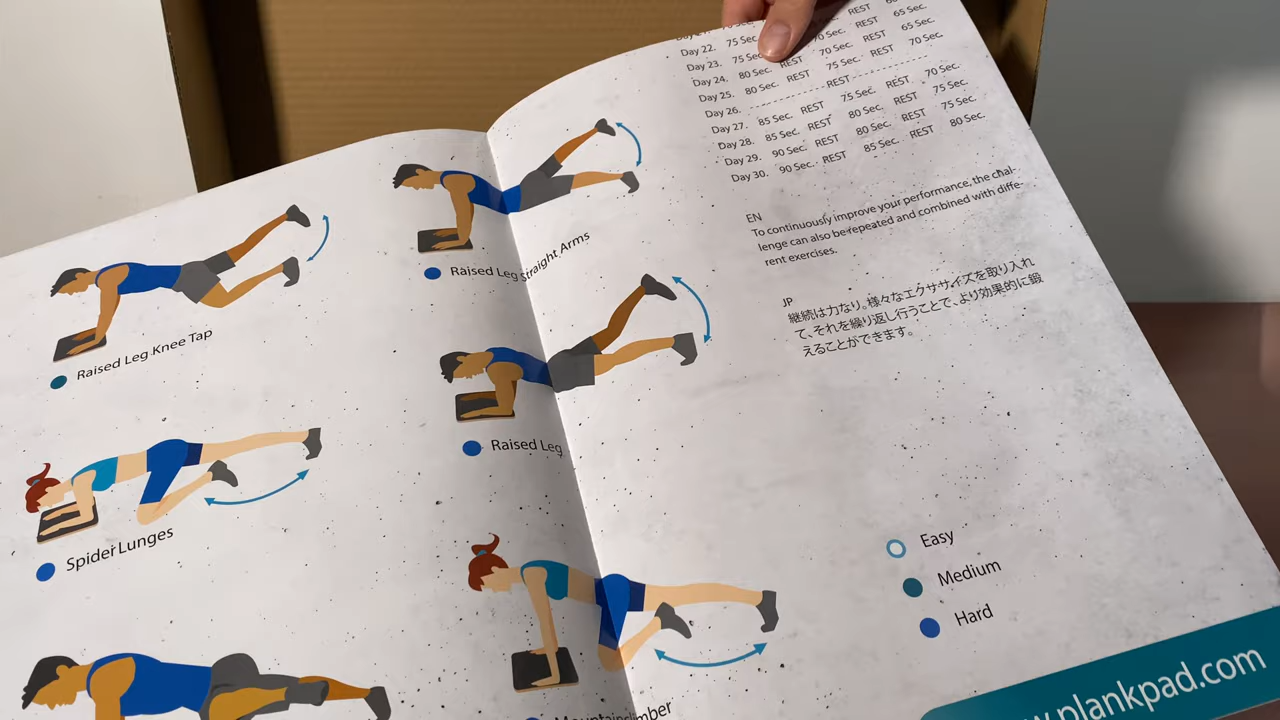 Day 22. 75 Sec. REST
Day 23. 75 Sec. 70 Sec. REST 65 Sec.
Day 24. 80 Sec. REST 70 Sec. REST 65 Sec.
Day 25. 80 Sec. REST 75 Sec. REST 70 Sec.
Day 26. ------------REST------------
Day 27. 85 Sec. REST 75 Sec. REST 70 Sec.
Day 28. 85 Sec. REST 80 Sec. REST 75 Sec.
Day 29. 90 Sec. REST 80 Sec. REST 75 Sec.
Day 30. 90 Sec. REST 85 Sec. REST 80 Sec.
EN
To continuously improve your performance, the chal-
lenge can also be repeated and combined with diffe-
rent exercises.
JP
継続は力なり。様々なエクササイズを取り入れ
て、それを繰り返し行うことで、より効果的に鍛
えることができます。
Raised Leg Straight Arms
Raised Leg Knee Tap
Raised Leg
Spider Lunges
Mountainclimber
Easy
Medium
Hard
plankpad.com